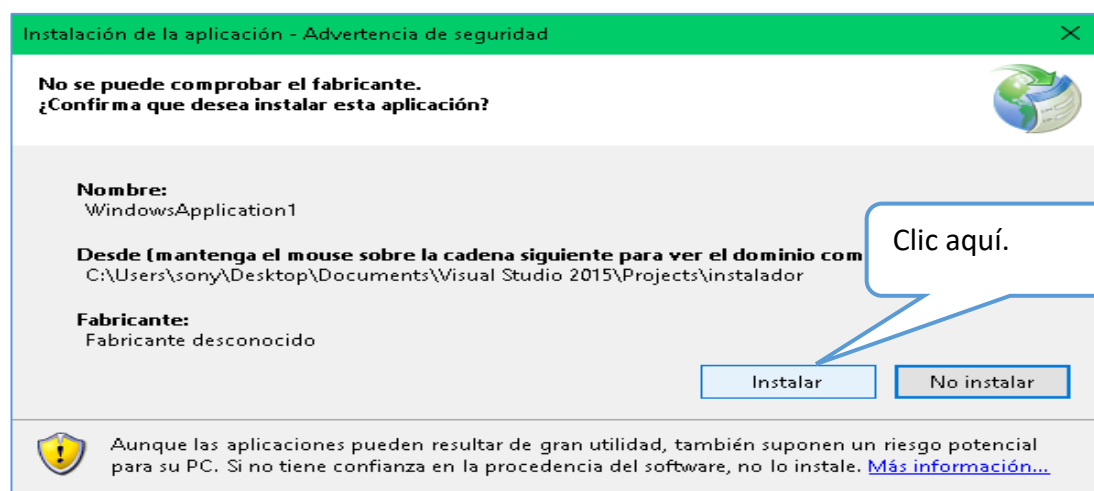 Instalación de la aplicación - Advertencia de seguridad
No se puede comprobar el fabricante.
¿Confirma que desea instalar esta aplicación?
Nombre:
WindowsApplication1
Desde (mantenga el mouse sobre la cadena siguiente para ver el dominio com
C:\Users\sony\Desktop\Documents\Visual Studio 2015\Projects\instalador
Clic aquí.
Fabricante:
Fabricante desconocido
Instalar
No instalar
Aunque las aplicaciones pueden resultar de gran utilidad, también suponen un riesgo potencial
para su PC. Si no tiene confianza en la procedencia del software, no lo instale. Más información...